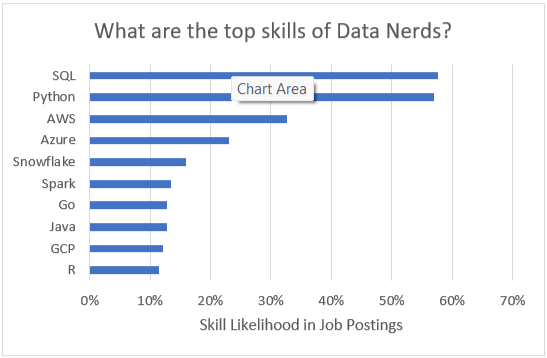 What are the top skills of Data Nerds?
SQL
Chart Area
Python
AWS
Azure
Snowflake
Spark
Go
Java
GCP
R
0% 10% 20% 30% 40% 50% 60% 70%
Skill Likelihood in Job Postings